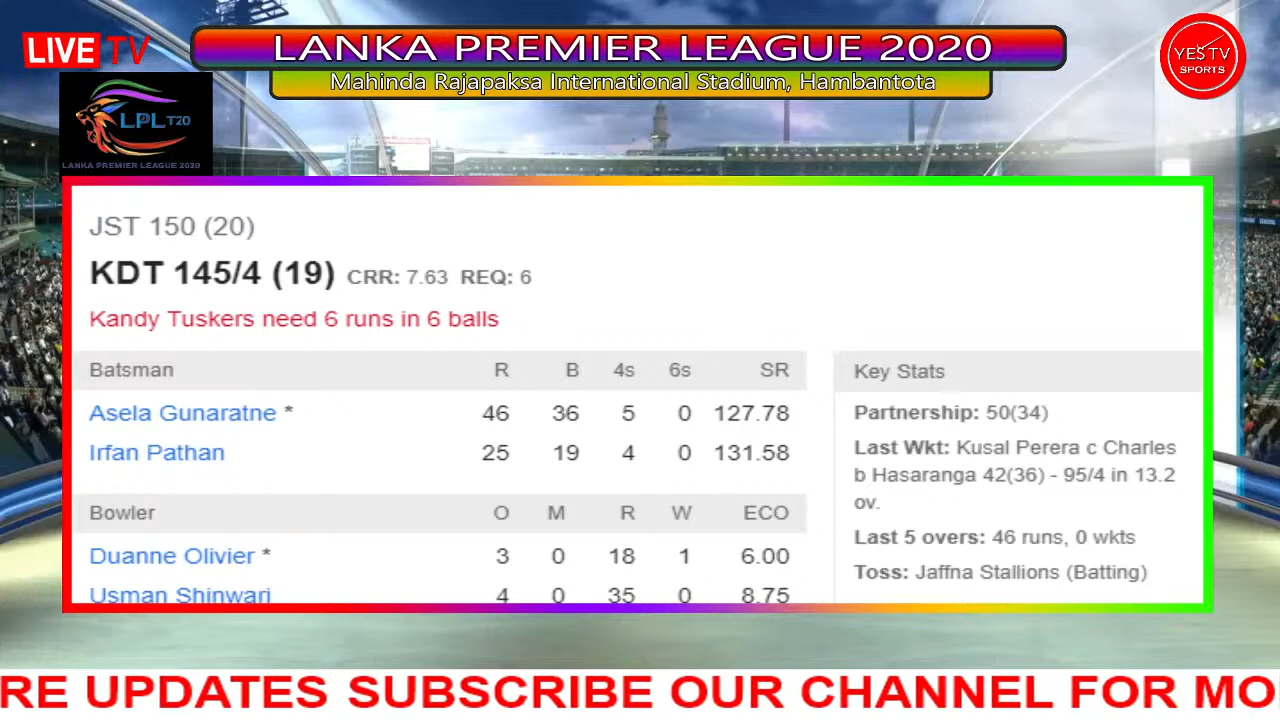 LIVE TV
LANKA PREMIER LEAGUE 2020
Mahinda Rajapaksa International Stadium, Hambantota
YES TV
SPORTS
LPL T20
LANKA PREMIER LEAGUE 2020
JST 150 (20)
KDT 145/4 (19) CRR: 7.63 REQ: 6
Kandy Tuskers need 6 runs in 6 balls
Batsman R B 4s 6s SR
Asela Gunaratne * 46 36 5 0 127.78
Irfan Pathan 25 19 4 0 131.58
Bowler O M R W ECO
Duanne Olivier * 3 0 18 1 6.00
Usman Shinwari 4 0 35 0 8.75
Key Stats
Partnership: 50(34)
Last Wkt: Kusal Perera c Charles
b Hasaranga 42(36) - 95/4 in 13.2
ov.
Last 5 overs: 46 runs, 0 wkts
Toss: Jaffna Stallions (Batting)
RE UPDATES SUBSCRIBE OUR CHANNEL FOR MO